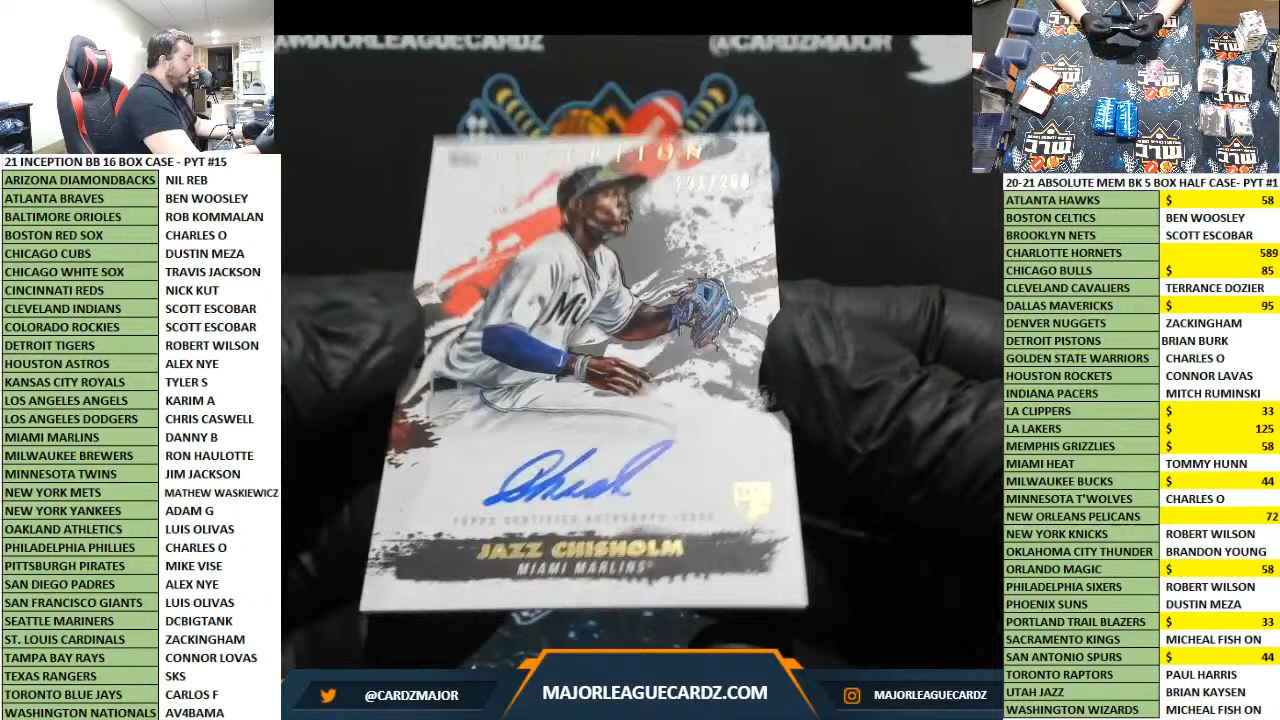 @MAJORLEAGUECARDZ
@CARDZMAJOR
21 INCEPTION BB 16 BOX CASE - PYT #15
ARIZONA DIAMONDBACKS NIL REB
ATLANTA BRAVES BEN WOOSLEY
BALTIMORE ORIOLES ROB KOMMALAN
BOSTON RED SOX CHARLES O
CHICAGO CUBS DUSTIN MEZA
CHICAGO WHITE SOX TRAVIS JACKSON
CINCINNATI REDS NICK KUT
CLEVELAND INDIANS SCOTT ESCOBAR
COLORADO ROCKIES SCOTT ESCOBAR
DETROIT TIGERS ROBERT WILSON
HOUSTON ASTROS ALEX NYE
KANSAS CITY ROYALS TYLER S
LOS ANGELES ANGELS KARIM A
LOS ANGELES DODGERS CHRIS CASWELL
MIAMI MARLINS DANNY B
MILWAUKEE BREWERS RON HAULOTTE
MINNESOTA TWINS JIM JACKSON
NEW YORK METS MATHEW WASKIEWICZ
NEW YORK YANKEES ADAM G
OAKLAND ATHLETICS LUIS OLIVAS
PHILADELPHIA PHILLIES CHARLES O
PITTSBURGH PIRATES MIKE VISE
SAN DIEGO PADRES ALEX NYE
SAN FRANCISCO GIANTS LUIS OLIVAS
SEATTLE MARINERS DCBIGTANK
ST. LOUIS CARDINALS ZACKINGHAM
TAMPA BAY RAYS CONNOR LOVAS
TEXAS RANGERS SKS
TORONTO BLUE JAYS CARLOS F
WASHINGTON NATIONALS AV4BAMA
TOPPS CERTIFIED AUTOGRAPH ISSUE
JAZZ CHISHOLM
MIAMI MARLINS
@CARDZMAJOR
MAJORLEAGUECARDZ.COM
MAJORLEAGUECARDZ
20-21 ABSOLUTE MEM BK 5 BOX HALF CASE- PYT #1
ATLANTA HAWKS $ 58
BOSTON CELTICS BEN WOOSLEY
BROOKLYN NETS SCOTT ESCOBAR
CHARLOTTE HORNETS 589
CHICAGO BULLS $ 85
CLEVELAND CAVALIERS TERRANCE DOZIER
DALLAS MAVERICKS $ 95
DENVER NUGGETS ZACKINGHAM
DETROIT PISTONS BRIAN BURK
GOLDEN STATE WARRIORS CHARLES O
HOUSTON ROCKETS CONNOR LAVAS
INDIANA PACERS MITCH RUMINSKI
LA CLIPPERS $ 33
LA LAKERS $ 125
MEMPHIS GRIZZLIES $ 58
MIAMI HEAT TOMMY HUNN
MILWAUKEE BUCKS $ 44
MINNESOTA T'WOLVES CHARLES O
NEW ORLEANS PELICANS 72
NEW YORK KNICKS ROBERT WILSON
OKLAHOMA CITY THUNDER BRANDON YOUNG
ORLANDO MAGIC $ 58
PHILADELPHIA SIXERS ROBERT WILSON
PHOENIX SUNS DUSTIN MEZA
PORTLAND TRAIL BLAZERS $ 33
SACRAMENTO KINGS MICHEAL FISH ON
SAN ANTONIO SPURS $ 44
TORONTO RAPTORS PAUL HARRIS
UTAH JAZZ BRIAN KAYSEN
WASHINGTON WIZARDS MICHEAL FISH ON